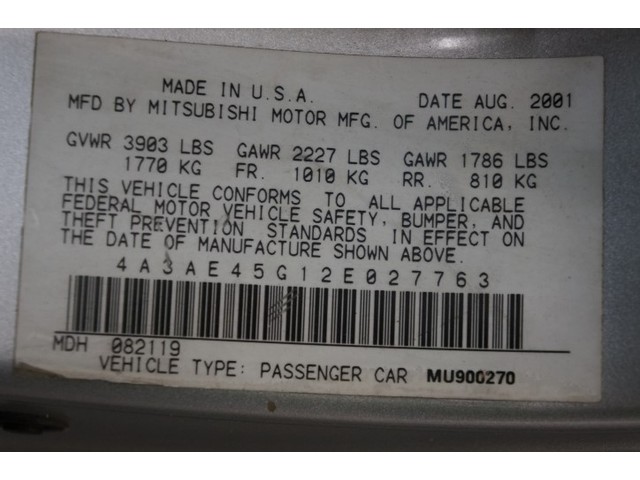 MADE IN U.S.A. DATE AUG. 2001
MFD BY MITSUBISHI MOTOR MFG. OF AMERICA, INC.
GVWR 3903 LBS GAWR 2227 LBS GAWR 1786 LBS
1770 KG FR. 1010 KG RR. 810 KG
THIS VEHICLE CONFORMS TO ALL APPLICABLE
FEDERAL MOTOR VEHICLE SAFETY, BUMPER, AND
THEFT PREVENTION STANDARDS IN EFFECT ON
THE DATE OF MANUFACTURE SHOWN ABOVE.
4A3AE45G12E027763
MDH 082119
VEHICLE TYPE: PASSENGER CAR MU900270